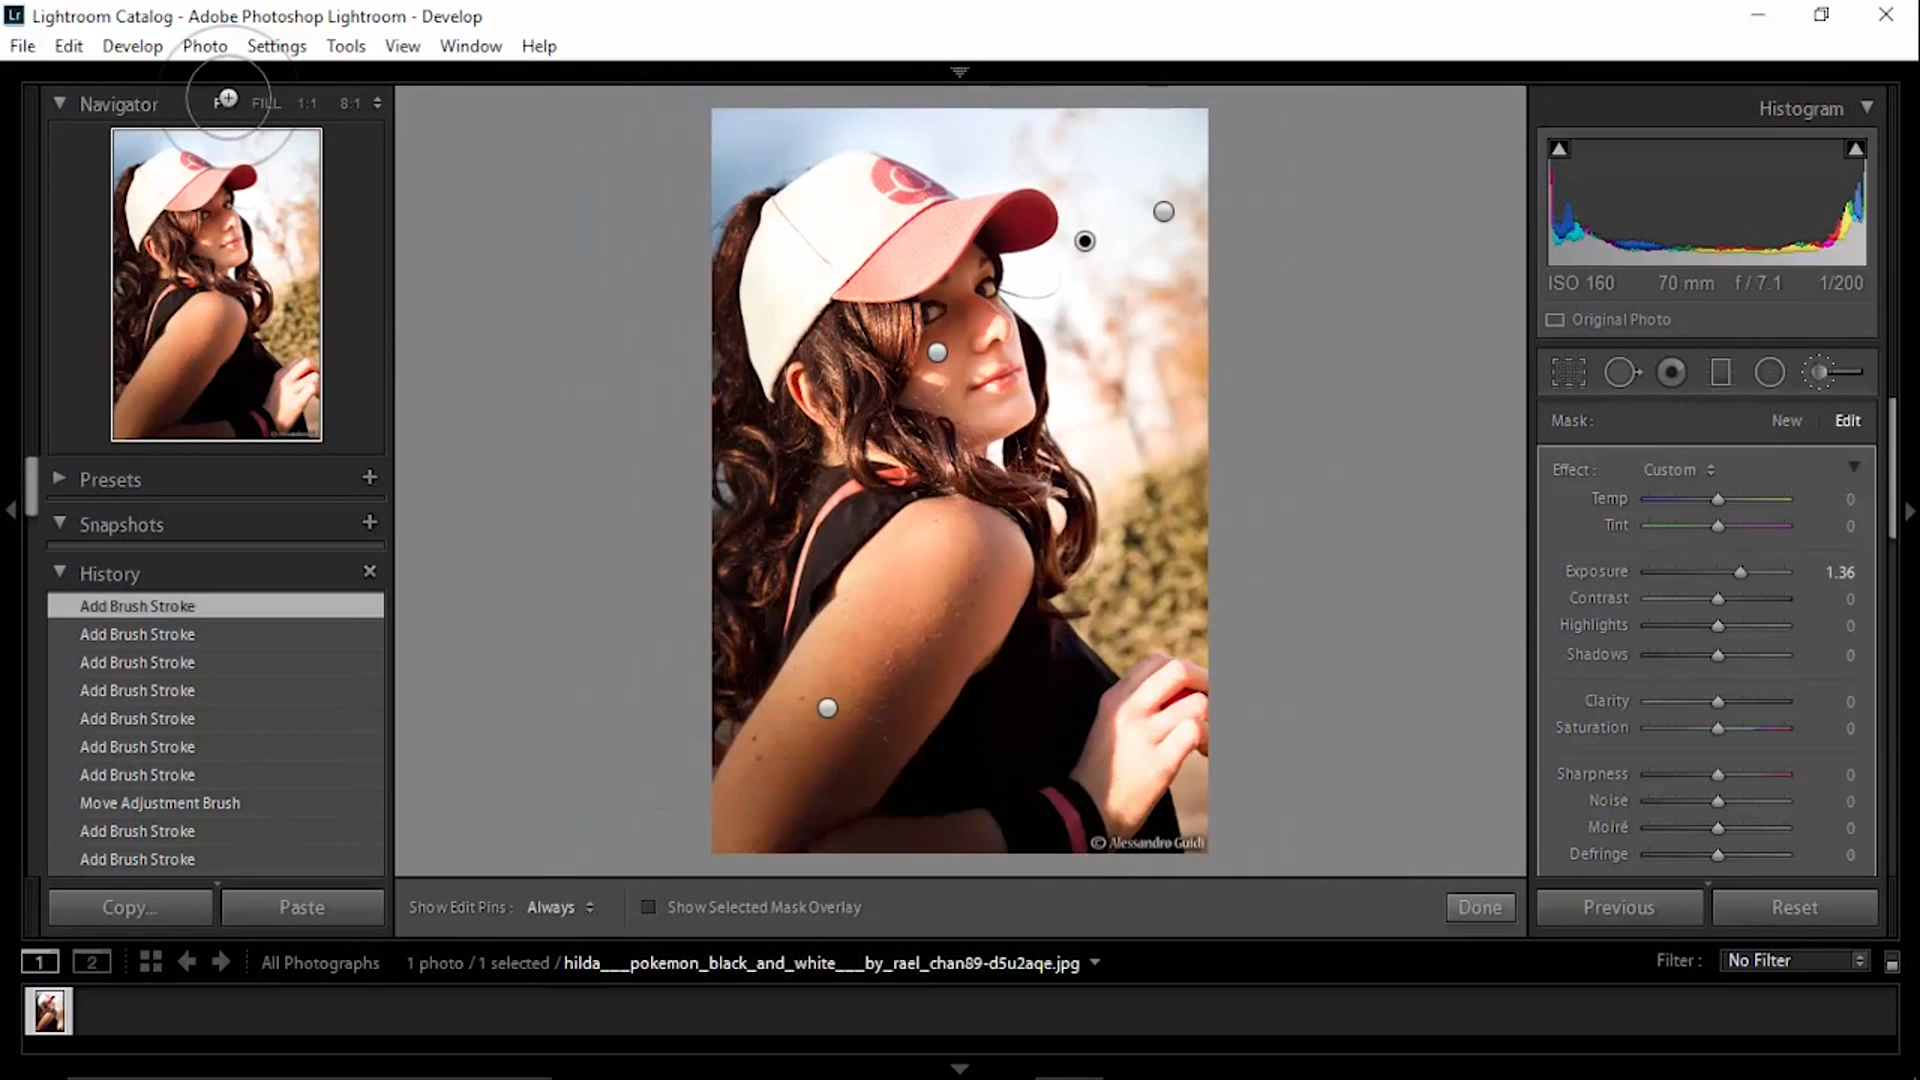 Lr Lightroom Catalog - Adobe Photoshop Lightroom - Develop
File Edit Develop Photo Settings Tools View Window Help
Navigator FILL 1:1 8:1
Histogram
ISO 160 70 mm f / 7.1 1/200
Original Photo
Mask : New Edit
Effect : Custom
Temp 0
Tint 0
Exposure 1.36
Contrast 0
Highlights 0
Shadows 0
Clarity 0
Saturation 0
Sharpness 0
Noise 0
Moiré 0
Defringe 0
Presets
Snapshots
History
Add Brush Stroke
Add Brush Stroke
Add Brush Stroke
Add Brush Stroke
Add Brush Stroke
Add Brush Stroke
Add Brush Stroke
Move Adjustment Brush
Add Brush Stroke
Add Brush Stroke
© Alessandro Guidi
Copy... Paste
Show Edit Pins : Always Show Selected Mask Overlay Done
Previous Reset
1 2 All Photographs 1 photo / 1 selected / hilda___pokemon_black_and_white___by_rael_chan89-d5u2aqe.jpg
Filter : No Filter